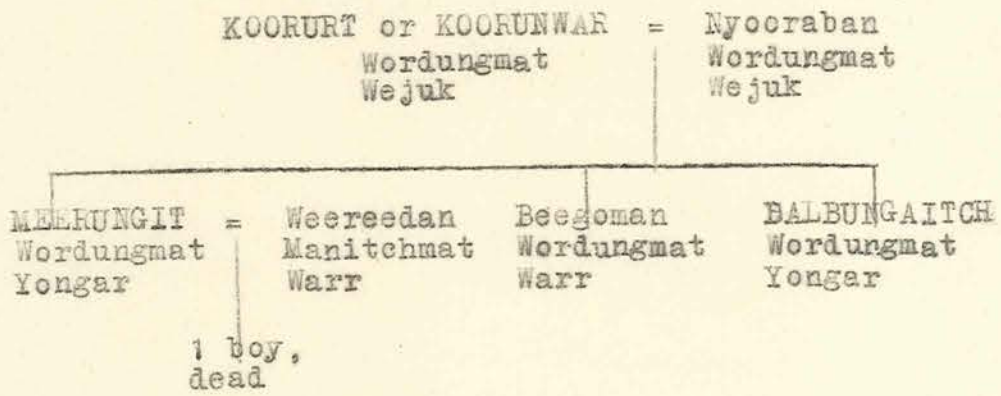 KOORURT or KOORUNWAR = Nyooraban
Wordungmat Wordungmat
Wejuk Wejuk
MEERUNGIT = Weereedan Beegoman BALBUNGAITCH
Wordungmat Manitchmat Wordungmat Wordungmat
Yongar Warr Warr Yongar
1 boy,
dead